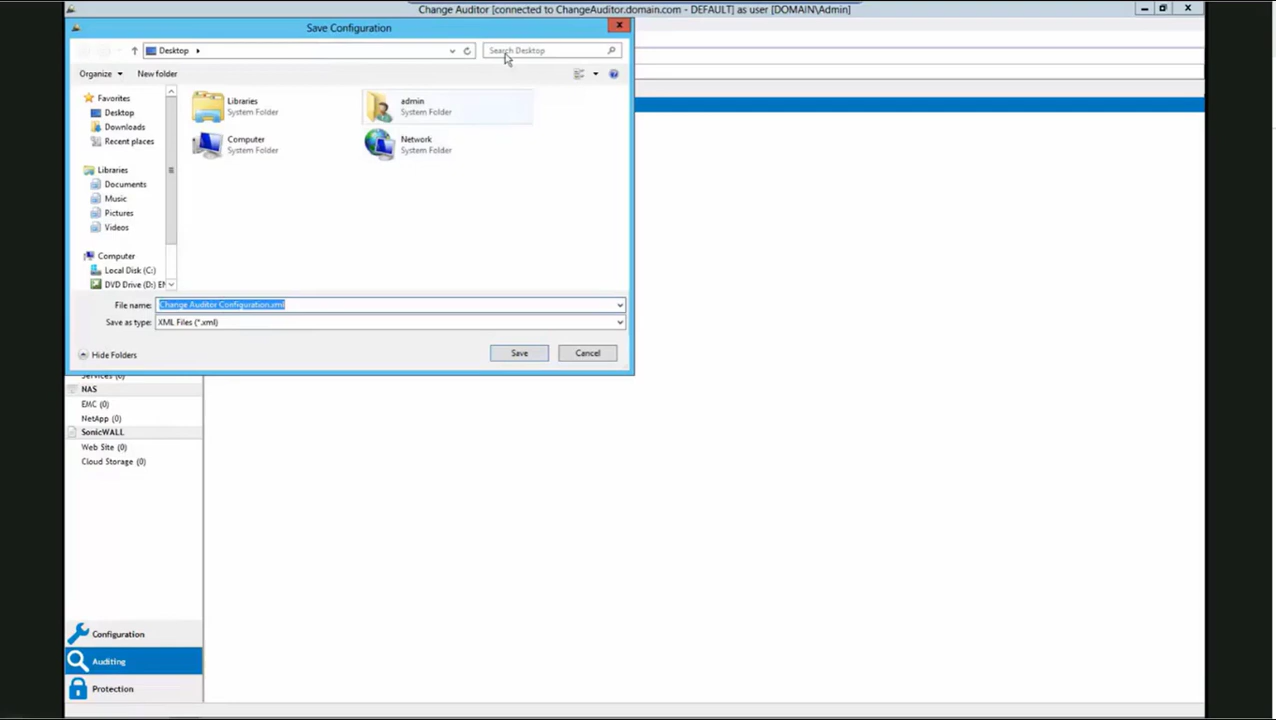 Change Auditor [connected to ChangeAuditor.domain.com - DEFAULT] as user [DOMAIN\Admin]
Save Configuration
Desktop
Search Desktop
Organize
New folder
Favorites
Desktop
Downloads
Recent places
Libraries
Documents
Music
Pictures
Videos
Computer
Local Disk (C:)
DVD Drive (D:) EN
Libraries
System Folder
admin
System Folder
Computer
System Folder
Network
System Folder
File name: Change Auditor Configuration.xml
Save as type: XML Files (*.xml)
Hide Folders
Save
Cancel
Services (0)
NAS
EMC (0)
NetApp (0)
SonicWALL
Web Site (0)
Cloud Storage (0)
Configuration
Auditing
Protection